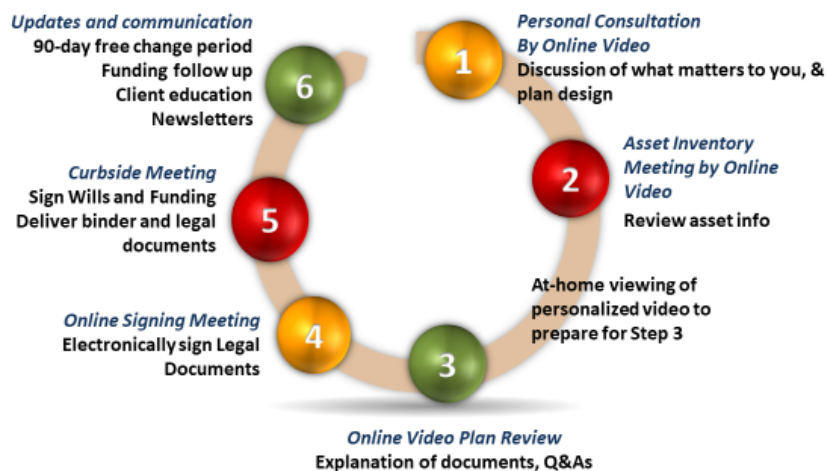 1
Personal Consultation
By Online Video
Discussion of what matters to you, &
plan design
2
Asset Inventory
Meeting by Online
Video
Review asset info
At-home viewing of
personalized video to
prepare for Step 3
3
Online Video Plan Review
Explanation of documents, Q&As
4
Online Signing Meeting
Electronically sign Legal
Documents
5
Curbside Meeting
Sign Wills and Funding
Deliver binder and legal
documents
6
Updates and communication
90-day free change period
Funding follow up
Client education
Newsletters